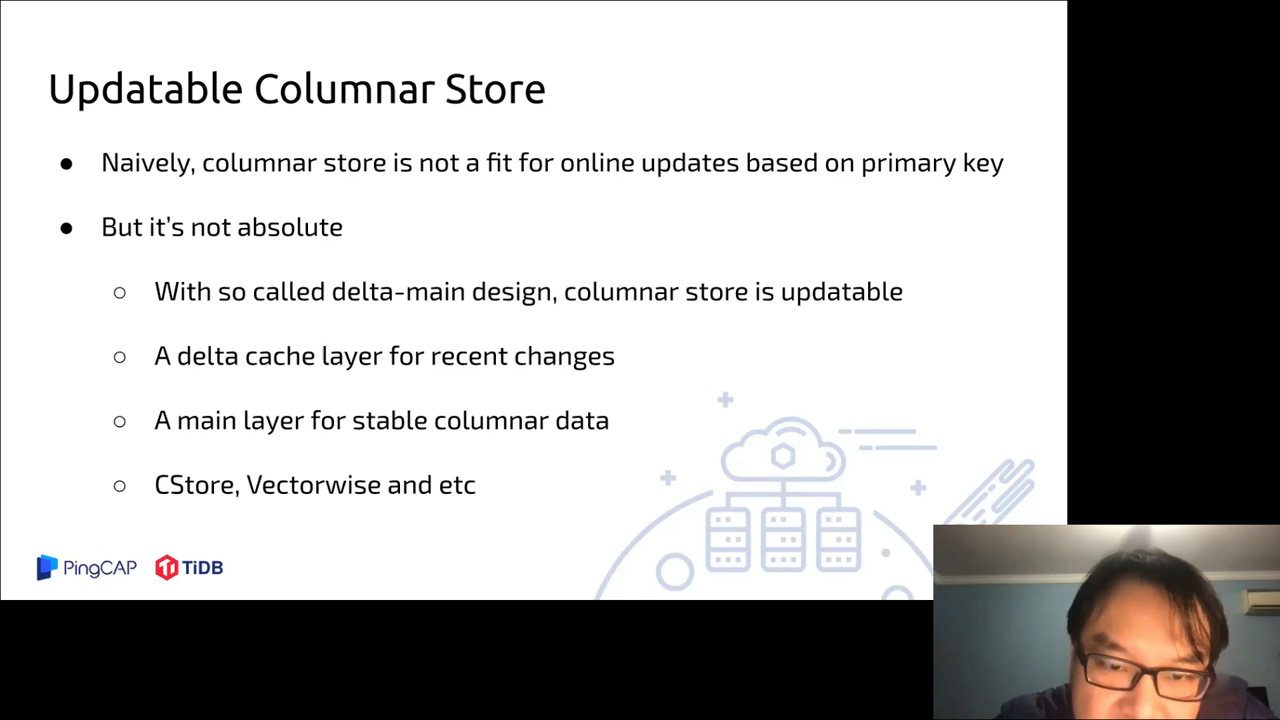 Updatable Columnar Store
● Naively, columnar store is not a fit for online updates based on primary key
● But it's not absolute
○ With so called delta-main design, columnar store is updatable
○ A delta cache layer for recent changes
○ A main layer for stable columnar data
○ CStore, Vectorwise and etc
PingCAP TiDB